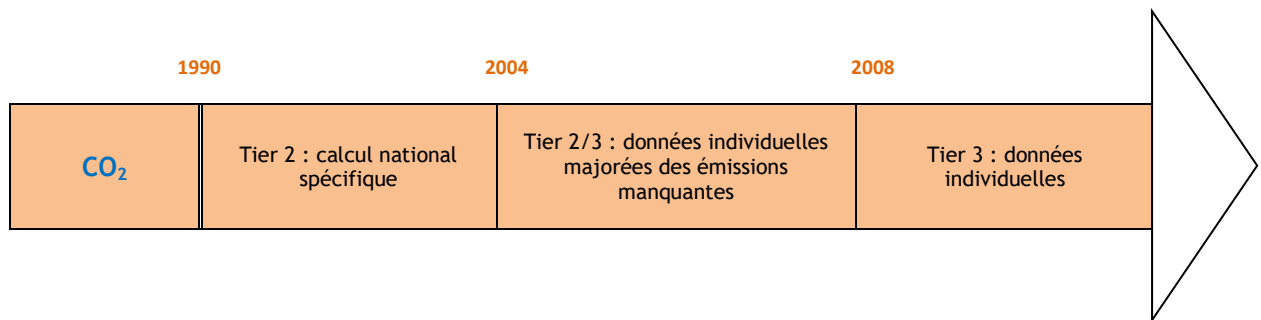 1990 2004 2008
CO₂
Tier 2 : calcul national
spécifique
Tier 2/3 : données individuelles
majorées des émissions
manquantes
Tier 3 : données
individuelles